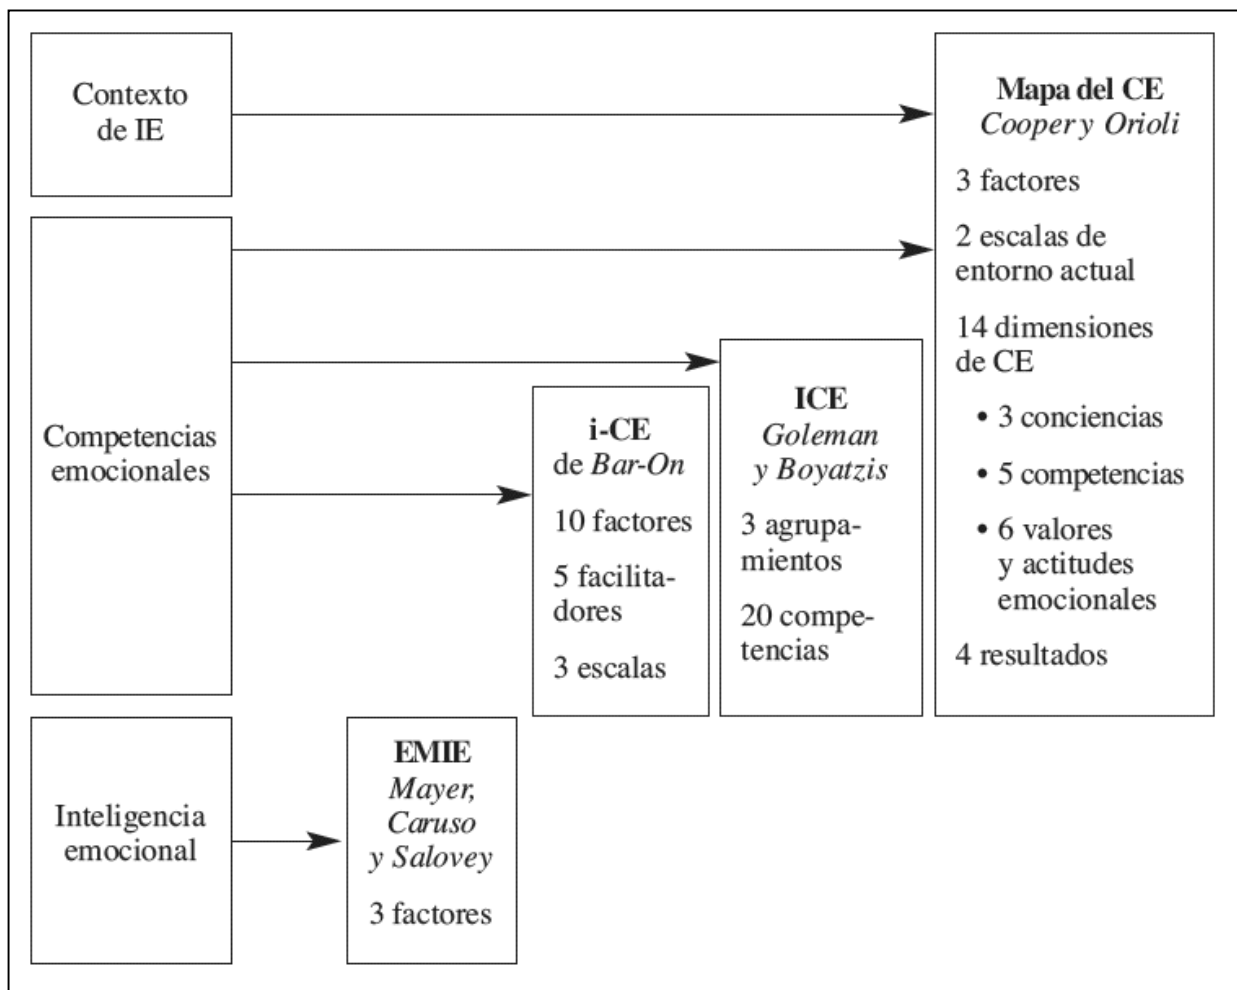 Contexto
de IE
Mapa del CE
Cooper y Orioli
3 factores
2 escalas de
entorno actual
14 dimensiones
de CE
• 3 conciencias
• 5 competencias
• 6 valores
y actitudes
emocionales
4 resultados
Competencias
emocionales
i-CE
de Bar-On
10 factores
5 facilita-
dores
3 escalas
ICE
Goleman
y Boyatzis
3 agrupa-
mientos
20 compe-
tencias
Inteligencia
emocional
EMIE
Mayer,
Caruso
y Salovey
3 factores